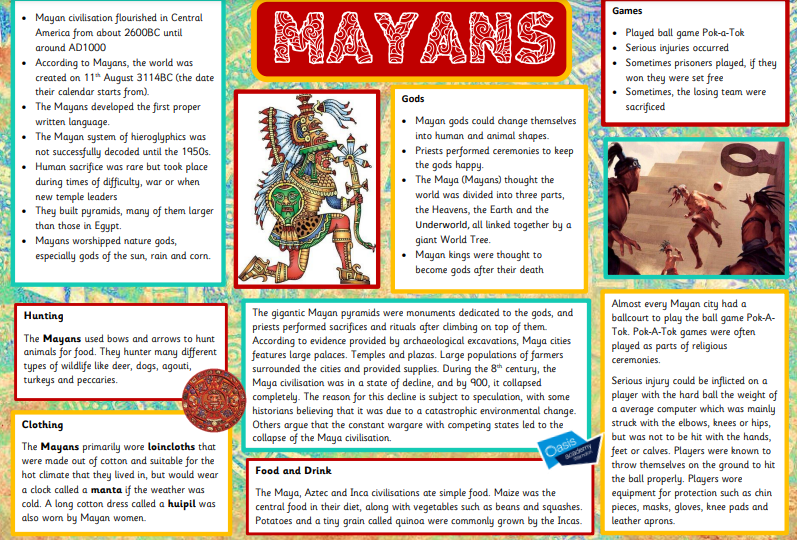 MAYANS
• Mayan civilisation flourished in Central
America from about 2600BC until
around AD1000
• According to Mayans, the world was
created on 11th August 3114BC (the date
their calendar starts from).
• The Mayans developed the first proper
written language.
• The Mayan system of hieroglyphics was
not successfully decoded until the 1950s.
• Human sacrifice was rare but took place
during times of difficulty, war or when
new temple leaders
• They built pyramids, many of them larger
than those in Egypt.
• Mayans worshipped nature gods,
especially gods of the sun, rain and corn.
Gods
• Mayan gods could change themselves
into human and animal shapes.
• Priests performed ceremonies to keep
the gods happy.
• The Maya (Mayans) thought the
world was divided into three parts,
the Heavens, the Earth and the
Underworld, all linked together by a
giant World Tree.
• Mayan kings were thought to
become gods after their death
Games
• Played ball game Pok-a-Tok
• Serious injuries occurred
• Sometimes prisoners played, if they
won they were set free
• Sometimes, the losing team were
sacrificed
Hunting
The Mayans used bows and arrows to hunt
animals for food. They hunter many different
types of wildlife like deer, dogs, agouti,
turkeys and peccaries.
Clothing
The Mayans primarily wore loincloths that
were made out of cotton and suitable for the
hot climate that they lived in, but would wear
a clock called a manta if the weather was
cold. A long cotton dress called a huipil was
also worn by Mayan women.
The gigantic Mayan pyramids were monuments dedicated to the gods, and
priests performed sacrifices and rituals after climbing on top of them.
According to evidence provided by archaeological excavations, Maya cities
features large palaces. Temples and plazas. Large populations of farmers
surrounded the cities and provided supplies. During the 8th century, the
Maya civilisation was in a state of decline, and by 900, it collapsed
completely. The reason for this decline is subject to speculation, with some
historians believing that it was due to a catastrophic environmental change.
Others argue that the constant wargare with competing states led to the
collapse of the Maya civilisation.
Oasis
academy
Food and Drink
The Maya, Aztec and Inca civilisations ate simple food. Maize was the
central food in their diet, along with vegetables such as beans and squashes.
Potatoes and a tiny grain called quinoa were commonly grown by the Incas.
Almost every Mayan city had a
ballcourt to play the ball game Pok-A-
Tok. Pok-A-Tok games were often
played as parts of religious
ceremonies.
Serious injury could be inflicted on a
player with the hard ball the weight of
a average computer which was mainly
struck with the elbows, knees or hips,
but was not to be hit with the hands,
feet or calves. Players were known to
throw themselves on the ground to hit
the ball properly. Players wore
equipment for protection such as chin
pieces, masks, gloves, knee pads and
leather aprons.